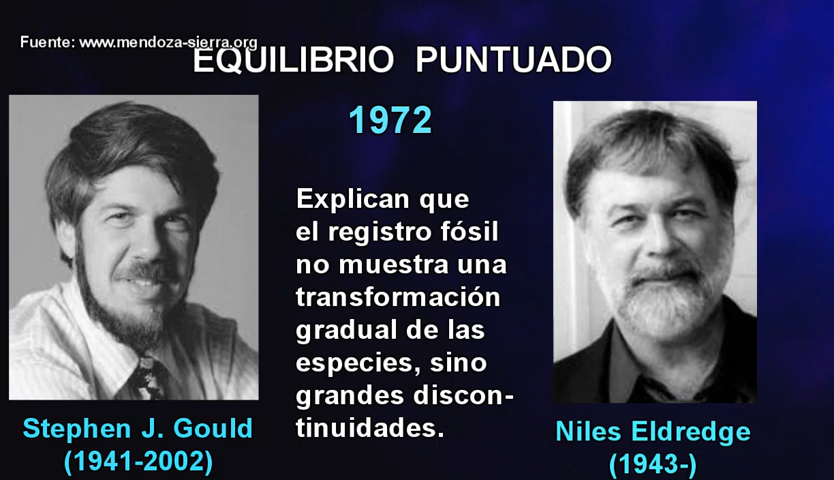 Fuente: www.mendoza-sierra.org
EQUILIBRIO PUNTUADO
1972
Explican que
el registro fósil
no muestra una
transformación
gradual de las
especies, sino
grandes discon-
tinuidades.
Stephen J. Gould
(1941-2002)
Niles Eldredge
(1943-)